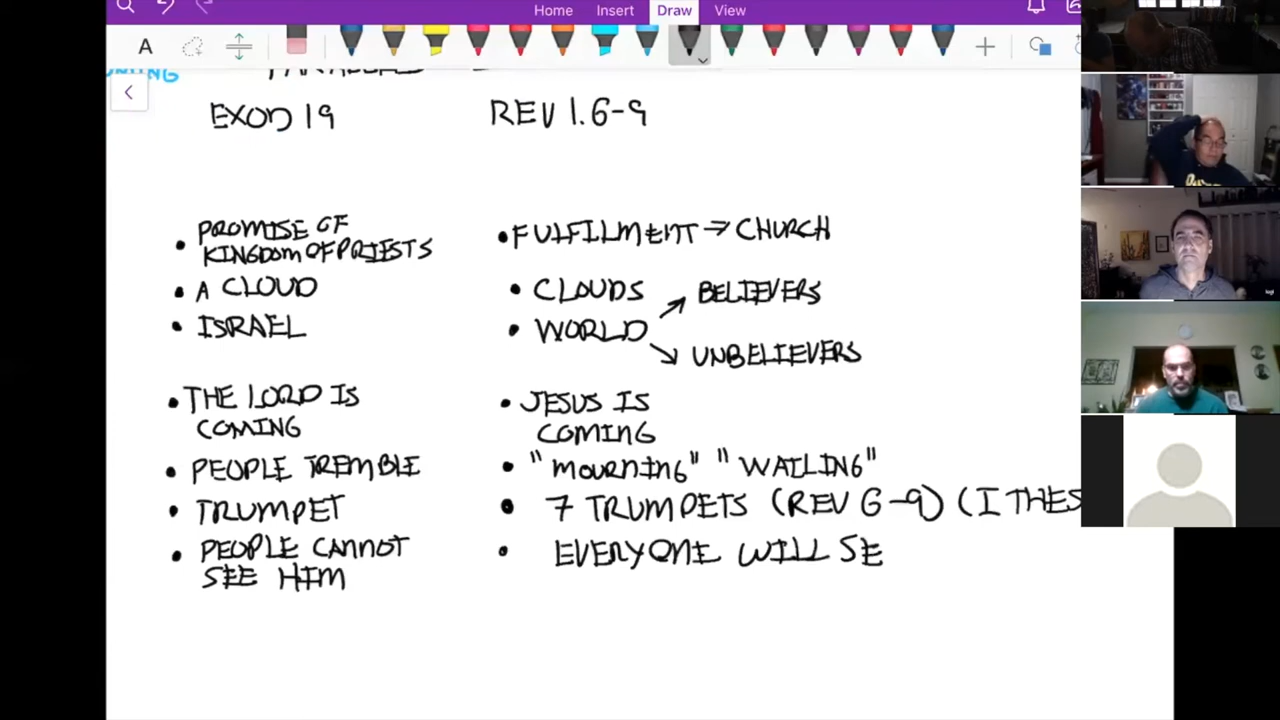 Home Insert Draw View
A
EXOD 19 REV 1.6-9
PROMISE OF
KINGDOM OF PRIESTS
• FULFILMENT → CHURCH
• A CLOUD
• CLOUDS
BELIEVERS
• ISRAEL
• WORLD
UNBELIEVERS
• THE LORD IS
COMING
• JESUS IS
COMING
• PEOPLE TREMBLE
• "MOURNING" "WAILING"
• TRUMPET
• 7 TRUMPETS (REV 6-9) (I THES
• PEOPLE CANNOT
SEE HIM
• EVERYONE WILL SE